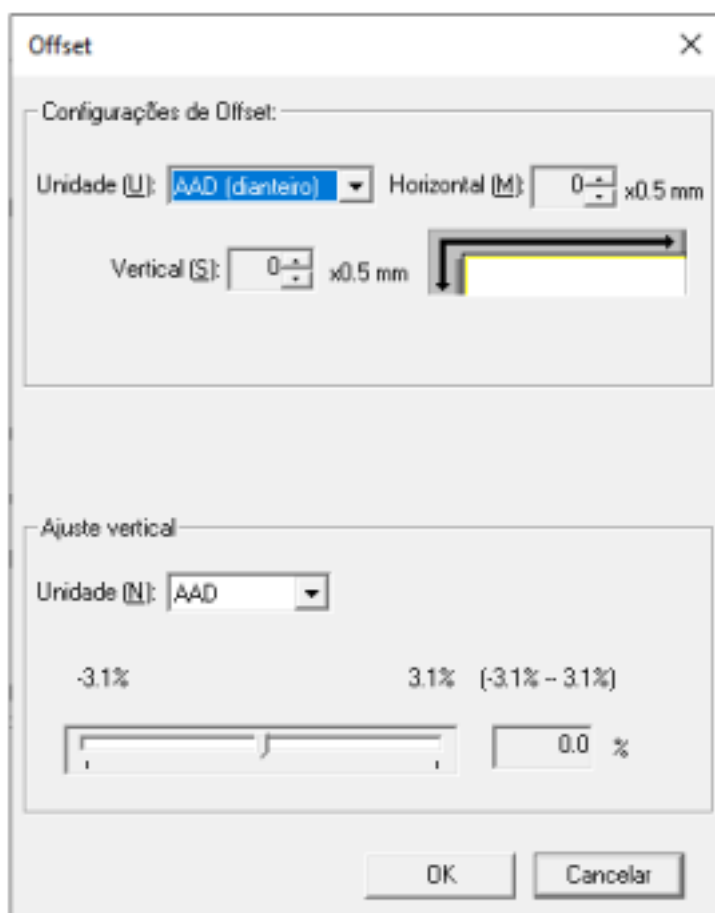 Offset
Configurações de Offset:
Unidade (U): AAD (dianteiro) Horizontal (M): 0 x0.5 mm
Vertical (S): 0 x0.5 mm
Ajuste vertical
Unidade (N): AAD
-3.1% 3.1% (-3.1% -- 3.1%)
0.0 %
OK Cancelar